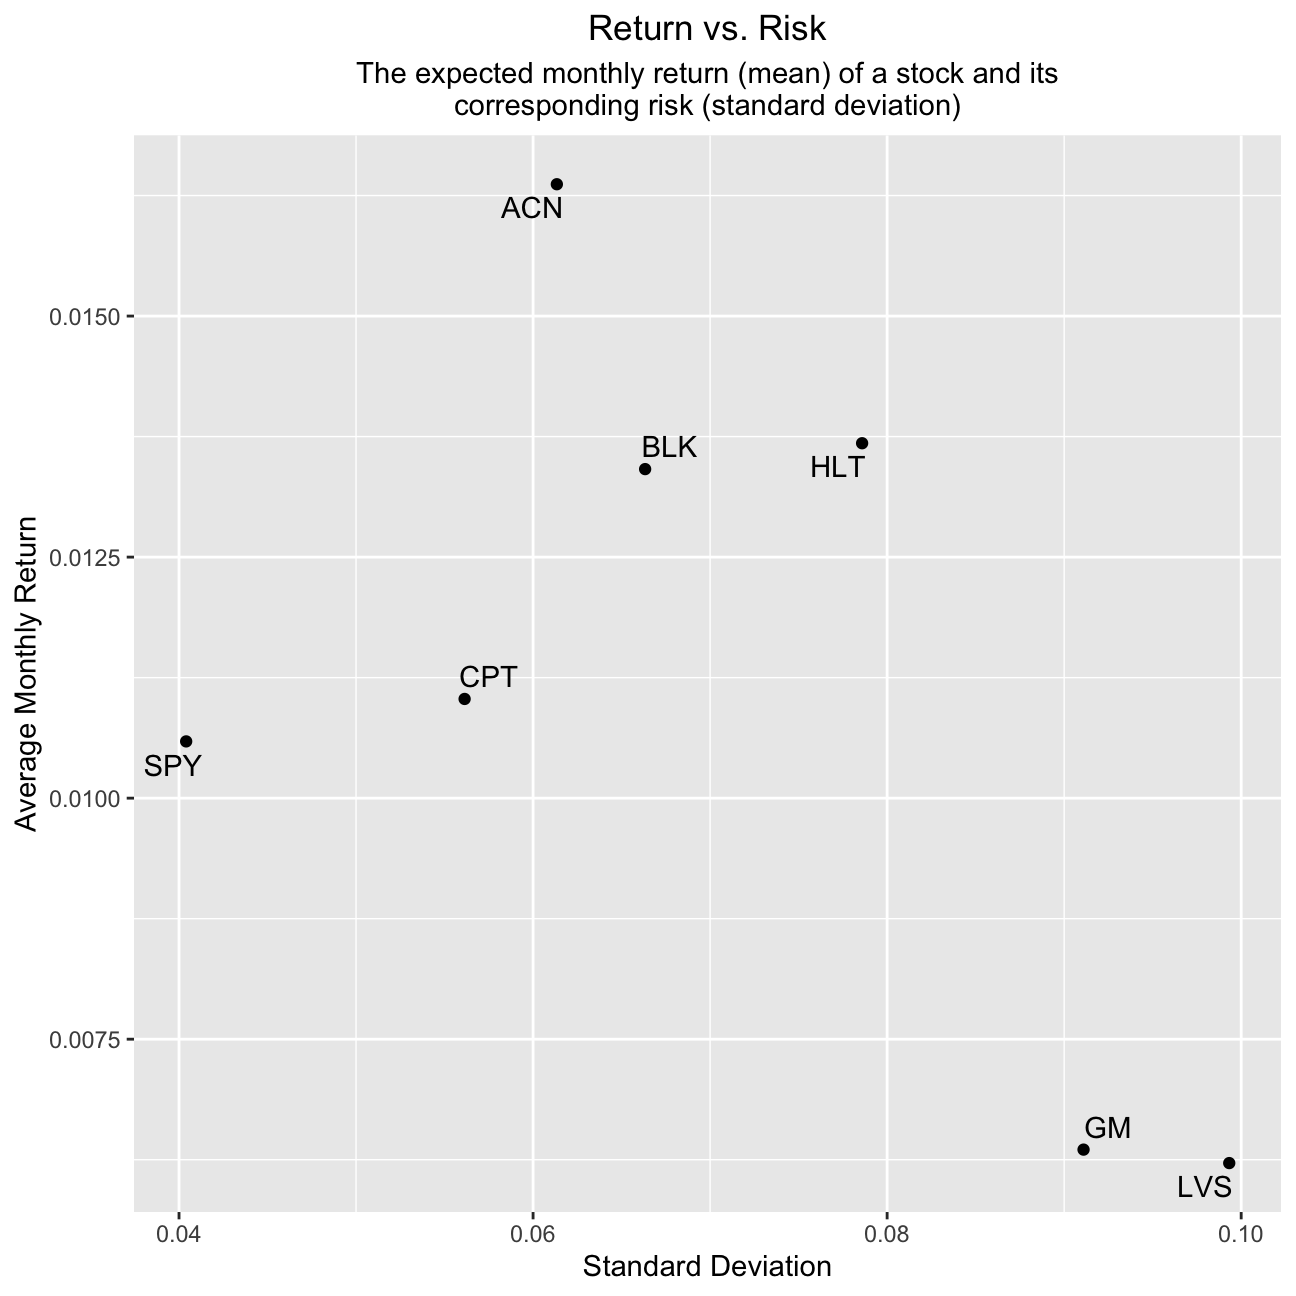 Return vs. Risk
The expected monthly return (mean) of a stock and its
corresponding risk (standard deviation)
ACN
0.0150
BLK
HLT
0.0125
CPT
SPY
0.0100
Average Monthly Return
0.0075
GM
LVS
0.04
0.06
0.08
0.10
Standard Deviation